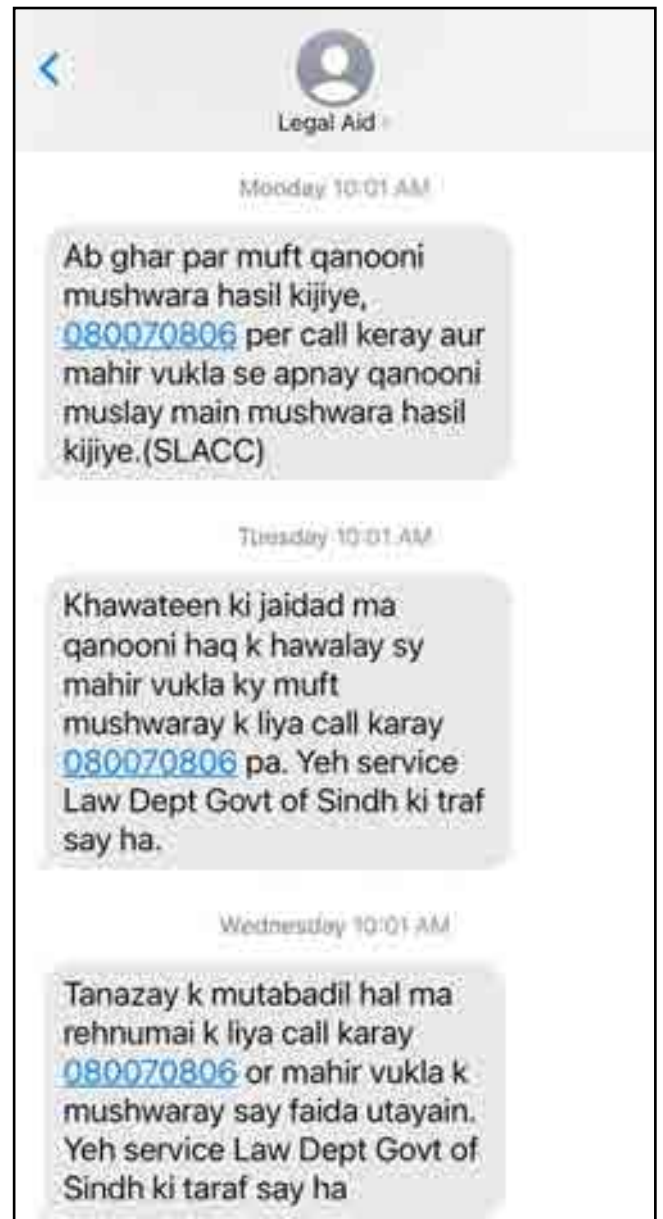 Legal Aid
Monday 10:01 AM
Ab ghar par muft qanooni
mushwara hasil kijiye,
080070806 per call keray aur
mahir vukla se apnay qanooni
muslay main mushwara hasil
kijiye.(SLACC)
Tuesday 10:01 AM
Khawateen ki jaidad ma
qanooni haq k hawalay sy
mahir vukla ky muft
mushwaray k liya call karay
080070806 pa. Yeh service
Law Dept Govt of Sindh ki traf
say ha.
Wednesday 10:01 AM
Tanazay k mutabadil hal ma
rehnumai k liya call karay
080070806 or mahir vukla k
mushwaray say faida utayain.
Yeh service Law Dept Govt of
Sindh ki taraf say ha